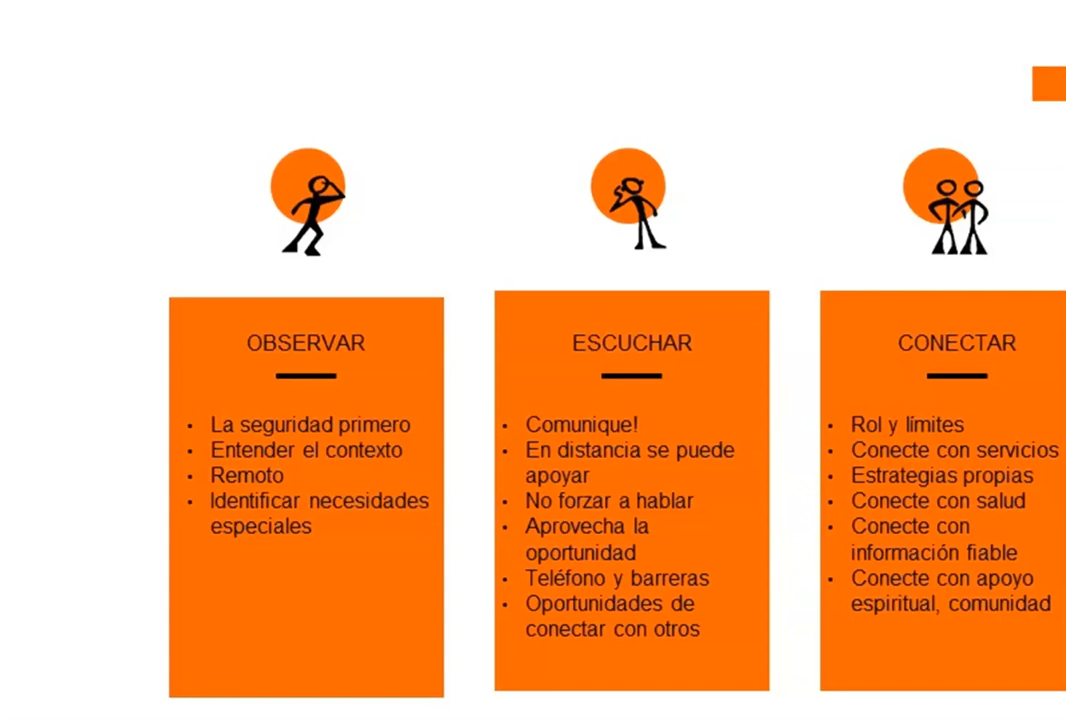 OBSERVAR
• La seguridad primero
• Entender el contexto
• Remoto
• Identificar necesidades
especiales
ESCUCHAR
• Comunique!
• En distancia se puede
apoyar
• No forzar a hablar
• Aprovecha la
oportunidad
• Teléfono y barreras
• Oportunidades de
conectar con otros
CONECTAR
• Rol y límites
• Conecte con servicios
• Estrategias propias
• Conecte con salud
• Conecte con
información fiable
• Conecte con apoyo
espiritual, comunidad